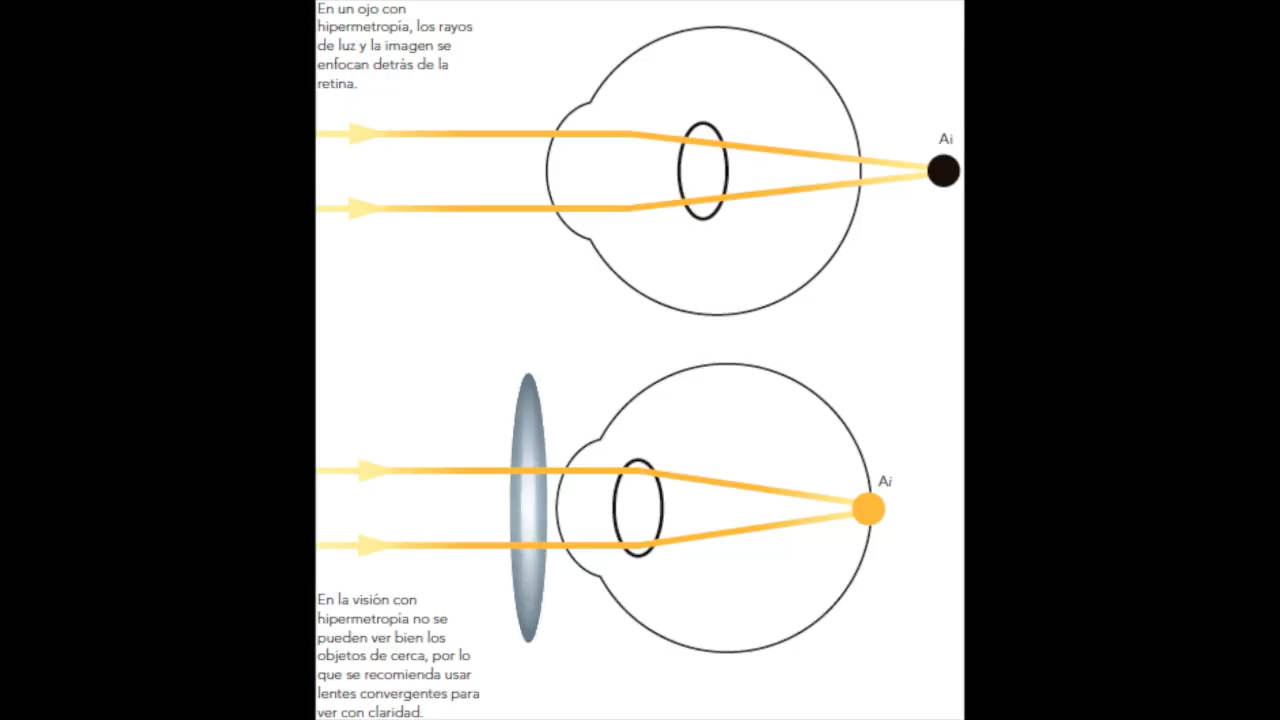 En un ojo con
hipermetropía, los rayos
de luz y la imagen se
enfocan detrás de la
retina.
Ai
Ai
En la visión con
hipermetropía no se
pueden ver bien los
objetos de cerca, por lo
que se recomienda usar
lentes convergentes para
ver con claridad.